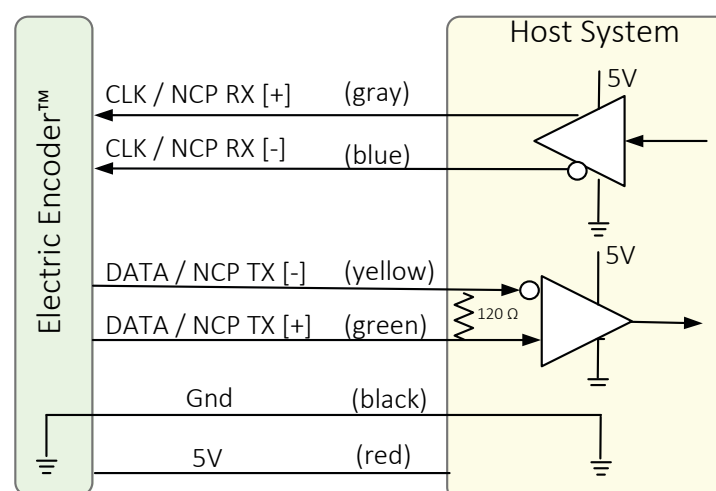 Host System
5V
CLK / NCP RX [+] (gray)
CLK / NCP RX [-] (blue)
Electric Encoder™
5V
DATA / NCP TX [-] (yellow)
120 Ω
DATA / NCP TX [+] (green)
Gnd (black)
5V (red)